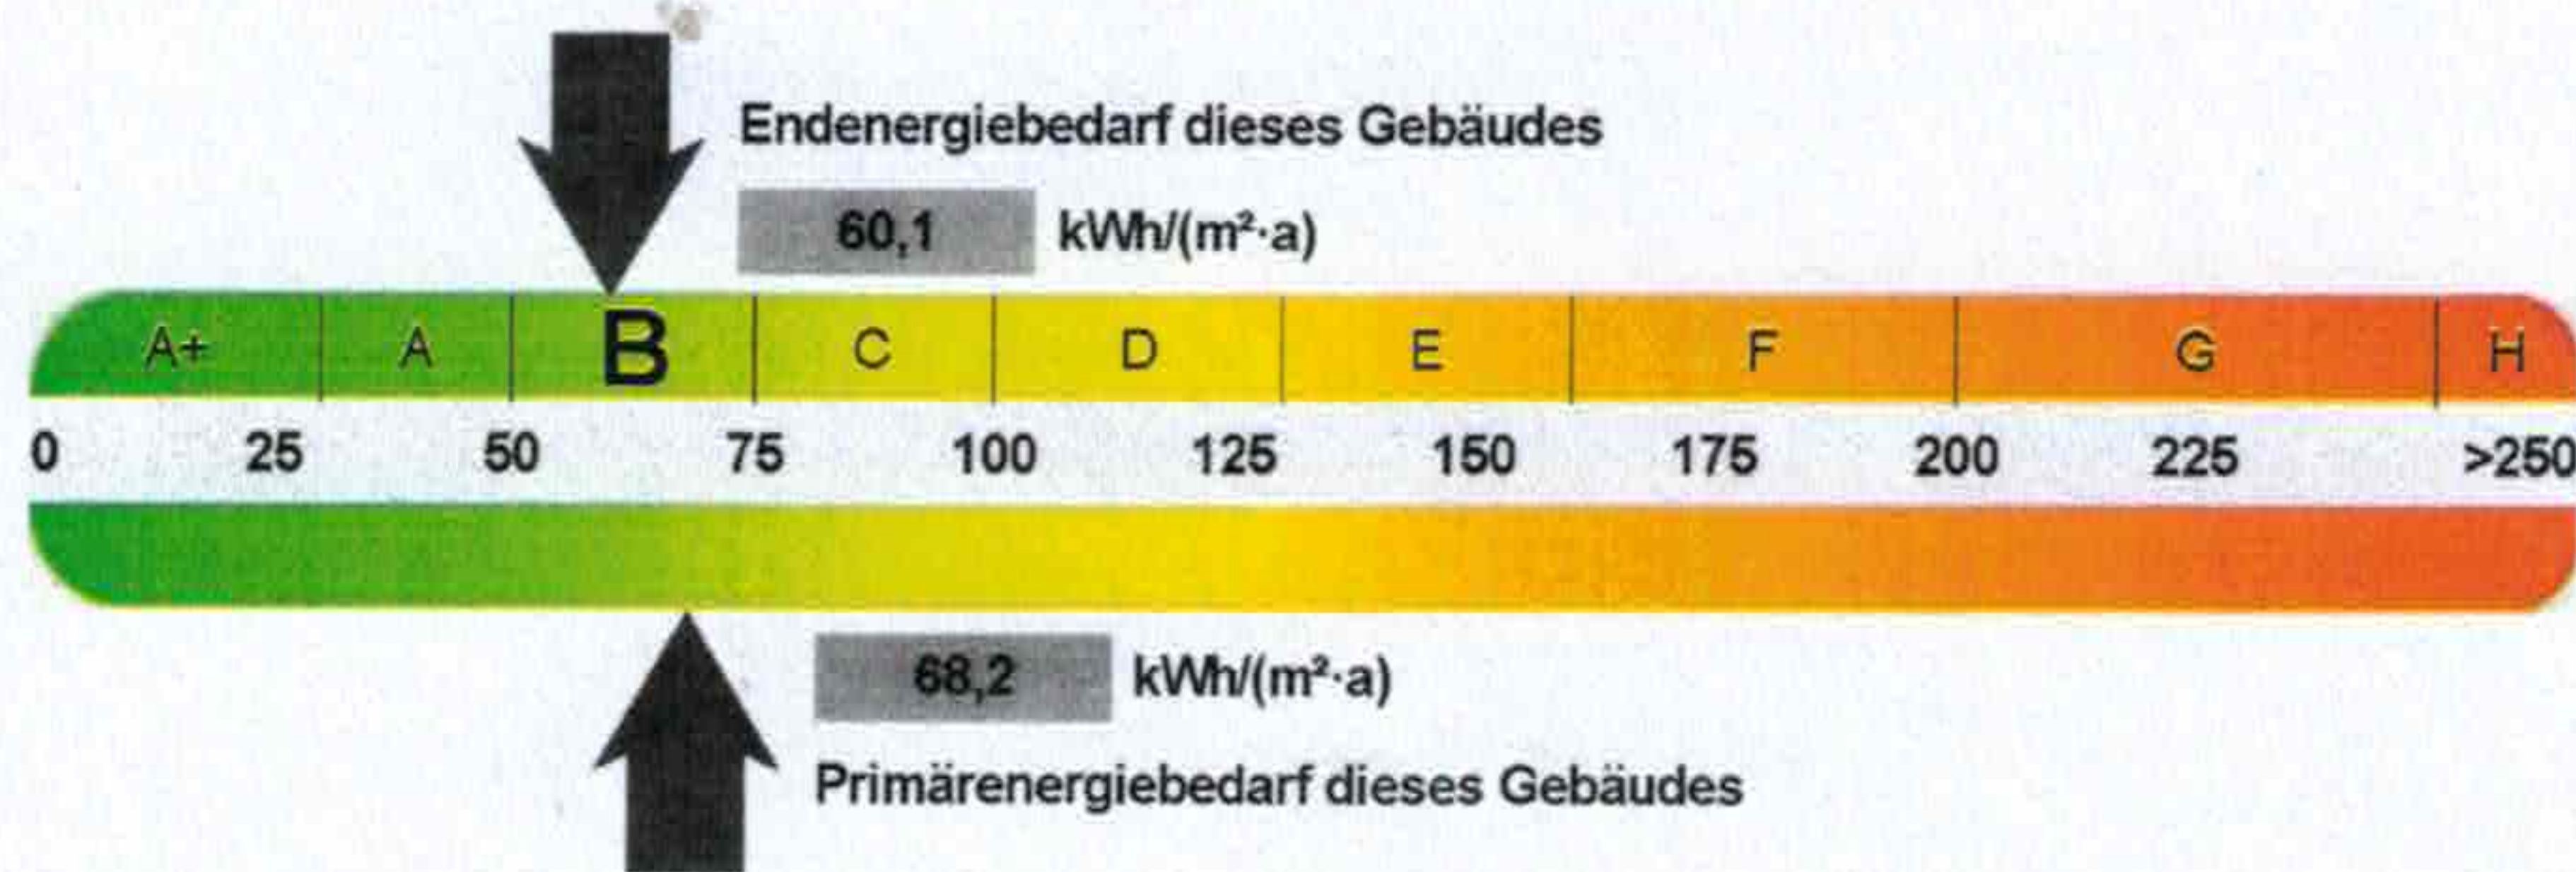 Endenergiebedarf dieses Gebäudes
60,1 kWh/(m²·a)
A+ A B C D E F G H
0 25 50 75 100 125 150 175 200 225 >250
68,2 kWh/(m²·a)
Primärenergiebedarf dieses Gebäudes